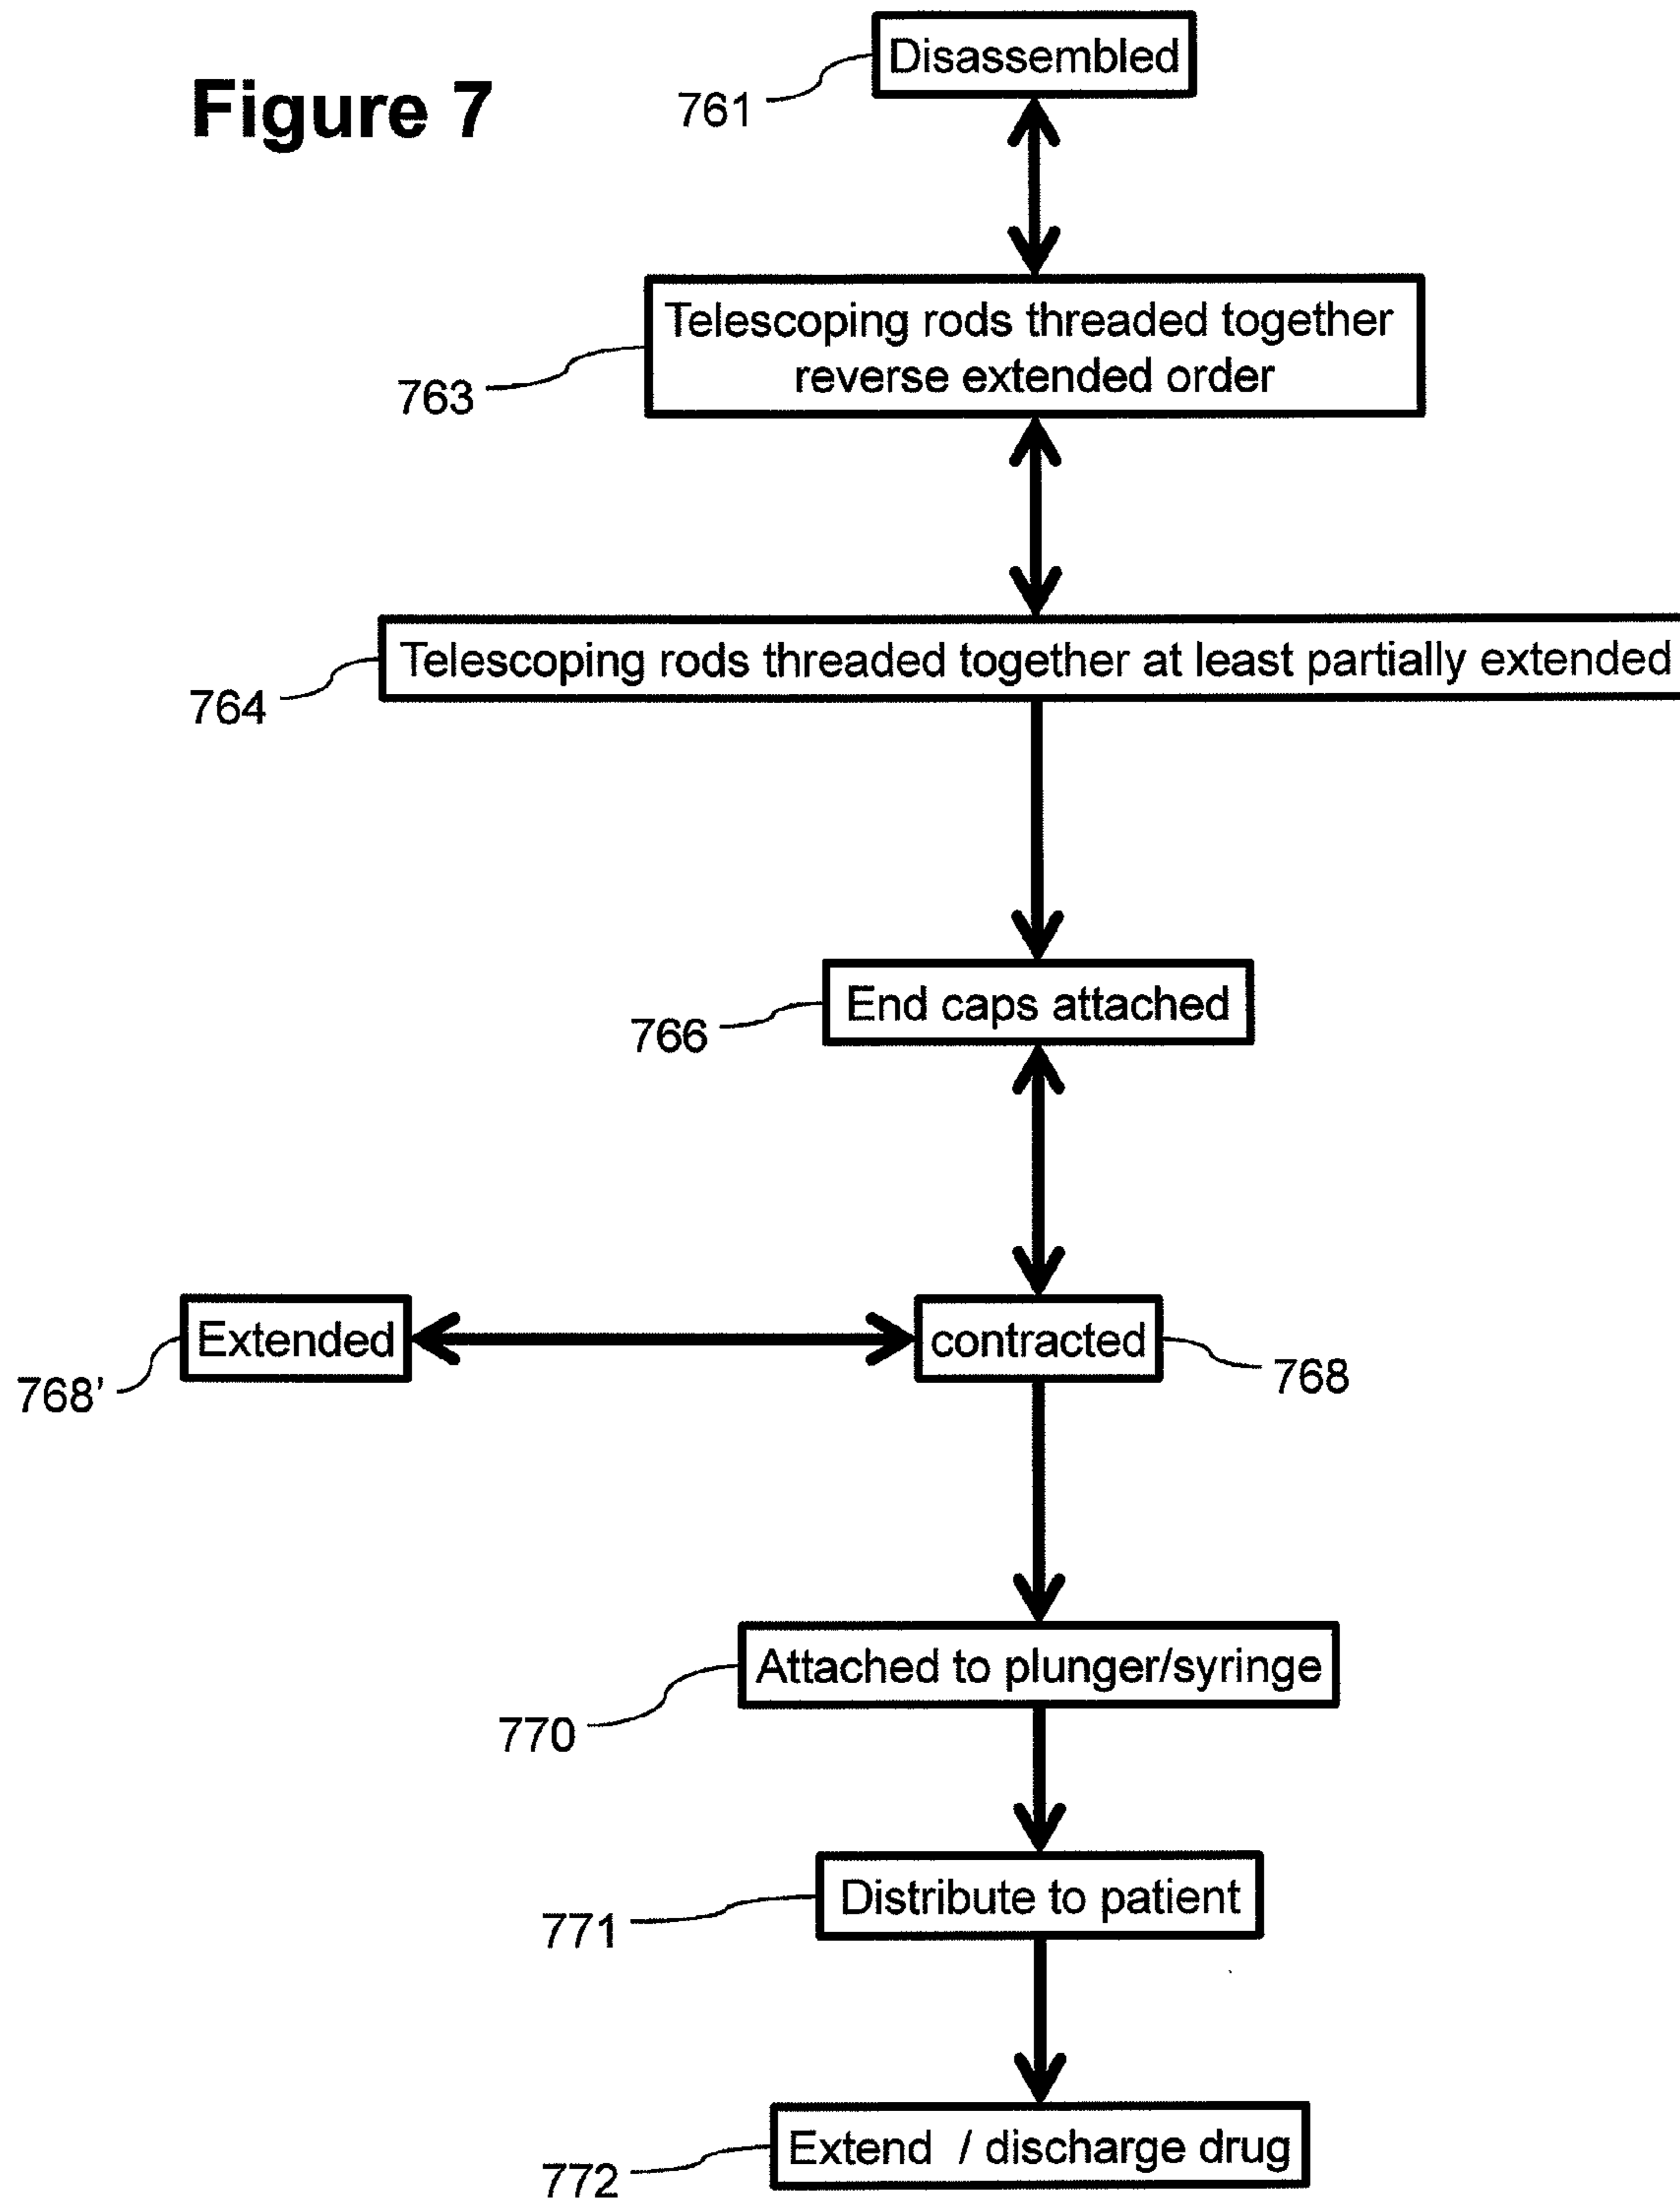 Figure 7
Disassembled
761
Telescoping rods threaded together
reverse extended order
763
Telescoping rods threaded together at least partially extended
764
End caps attached
766
Extended
contracted
768'
768
Attached to plunger/syringe
770
Distribute to patient
771
Extend / discharge drug
772